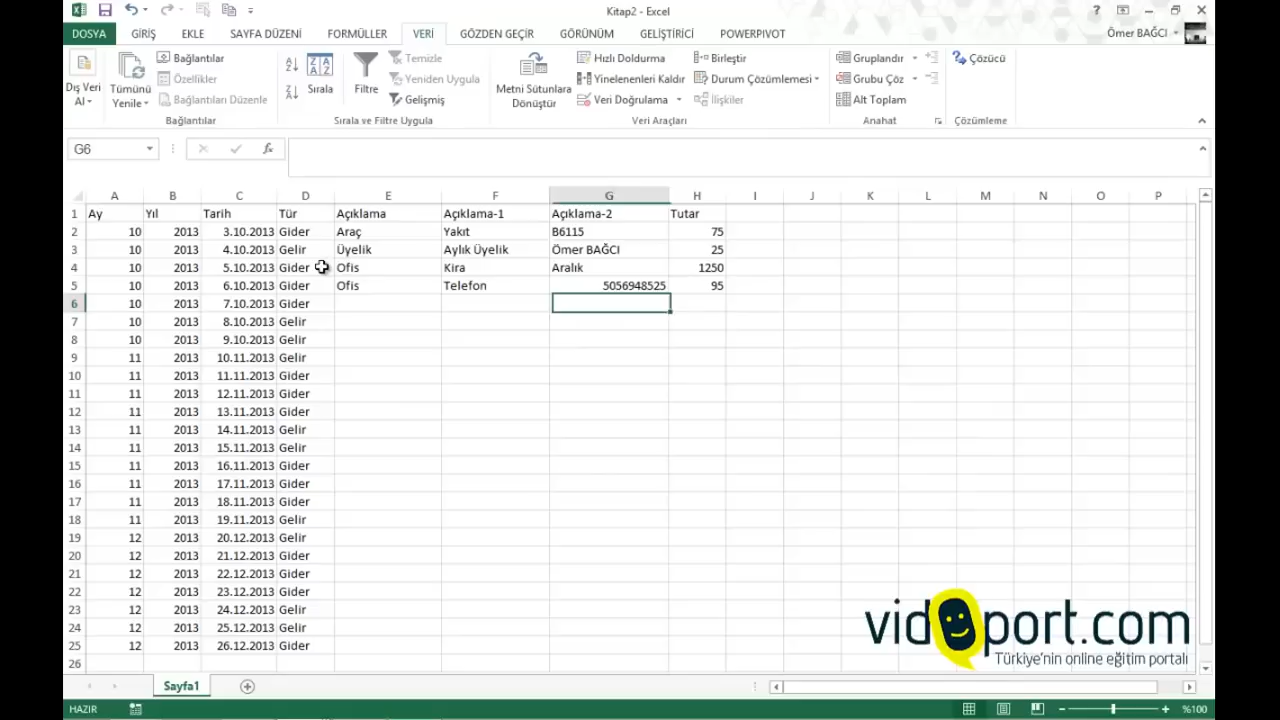 Kitap2 - Excel
DOSYA GİRİŞ EKLE SAYFA DÜZENİ FORMÜLLER VERİ GÖZDEN GEÇİR GÖRÜNÜM GELİŞTİRİCİ POWERPIVOT Ömer BAĞCI
Dış Veri Al
Tümünü Yenile
Bağlantılar
Özellikler
Bağlantıları Düzenle
Bağlantılar
Sırala
Filtre
Temizle
Yeniden Uygula
Gelişmiş
Sırala ve Filtre Uygula
Metni Sütunlara Dönüştür
Hızlı Doldurma
Yinelenenleri Kaldır
Veri Doğrulama
Birleştir
Durum Çözümlemesi
İlişkiler
Veri Araçları
Gruplandır
Grubu Çöz
Alt Toplam
Anahat
Çözücü
Çözümleme
G6 fx
A B C D E F G H I J K L M N O P
1 Ay Yıl Tarih Tür Açıklama Açıklama-1 Açıklama-2 Tutar
2 10 2013 3.10.2013 Gider Araç Yakıt B6115 75
3 10 2013 4.10.2013 Gelir Üyelik Aylık Üyelik Ömer BAĞCI 25
4 10 2013 5.10.2013 Gider Ofis Kira Aralık 1250
5 10 2013 6.10.2013 Gider Ofis Telefon 5056948525 95
6 10 2013 7.10.2013 Gider
7 10 2013 8.10.2013 Gelir
8 10 2013 9.10.2013 Gelir
9 11 2013 10.11.2013 Gelir
10 11 2013 11.11.2013 Gider
11 11 2013 12.11.2013 Gider
12 11 2013 13.11.2013 Gider
13 11 2013 14.11.2013 Gelir
14 11 2013 15.11.2013 Gelir
15 11 2013 16.11.2013 Gider
16 11 2013 17.11.2013 Gider
17 11 2013 18.11.2013 Gider
18 11 2013 19.11.2013 Gelir
19 12 2013 20.12.2013 Gelir
20 12 2013 21.12.2013 Gider
21 12 2013 22.12.2013 Gider
22 12 2013 23.12.2013 Gider
23 12 2013 24.12.2013 Gelir
24 12 2013 25.12.2013 Gelir
25 12 2013 26.12.2013 Gider
26
vidoport.com
Türkiye'nin online eğitim portalı
Sayfa1
HAZIR %100